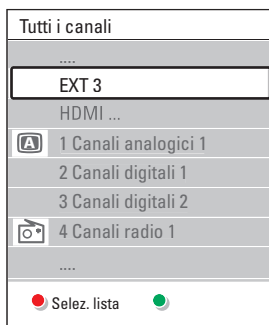 Tutti i canali
....
EXT 3
HDMI ...
A 1 Canali analogici 1
2 Canali digitali 1
3 Canali digitali 2
4 Canali radio 1
....
Selez. lista